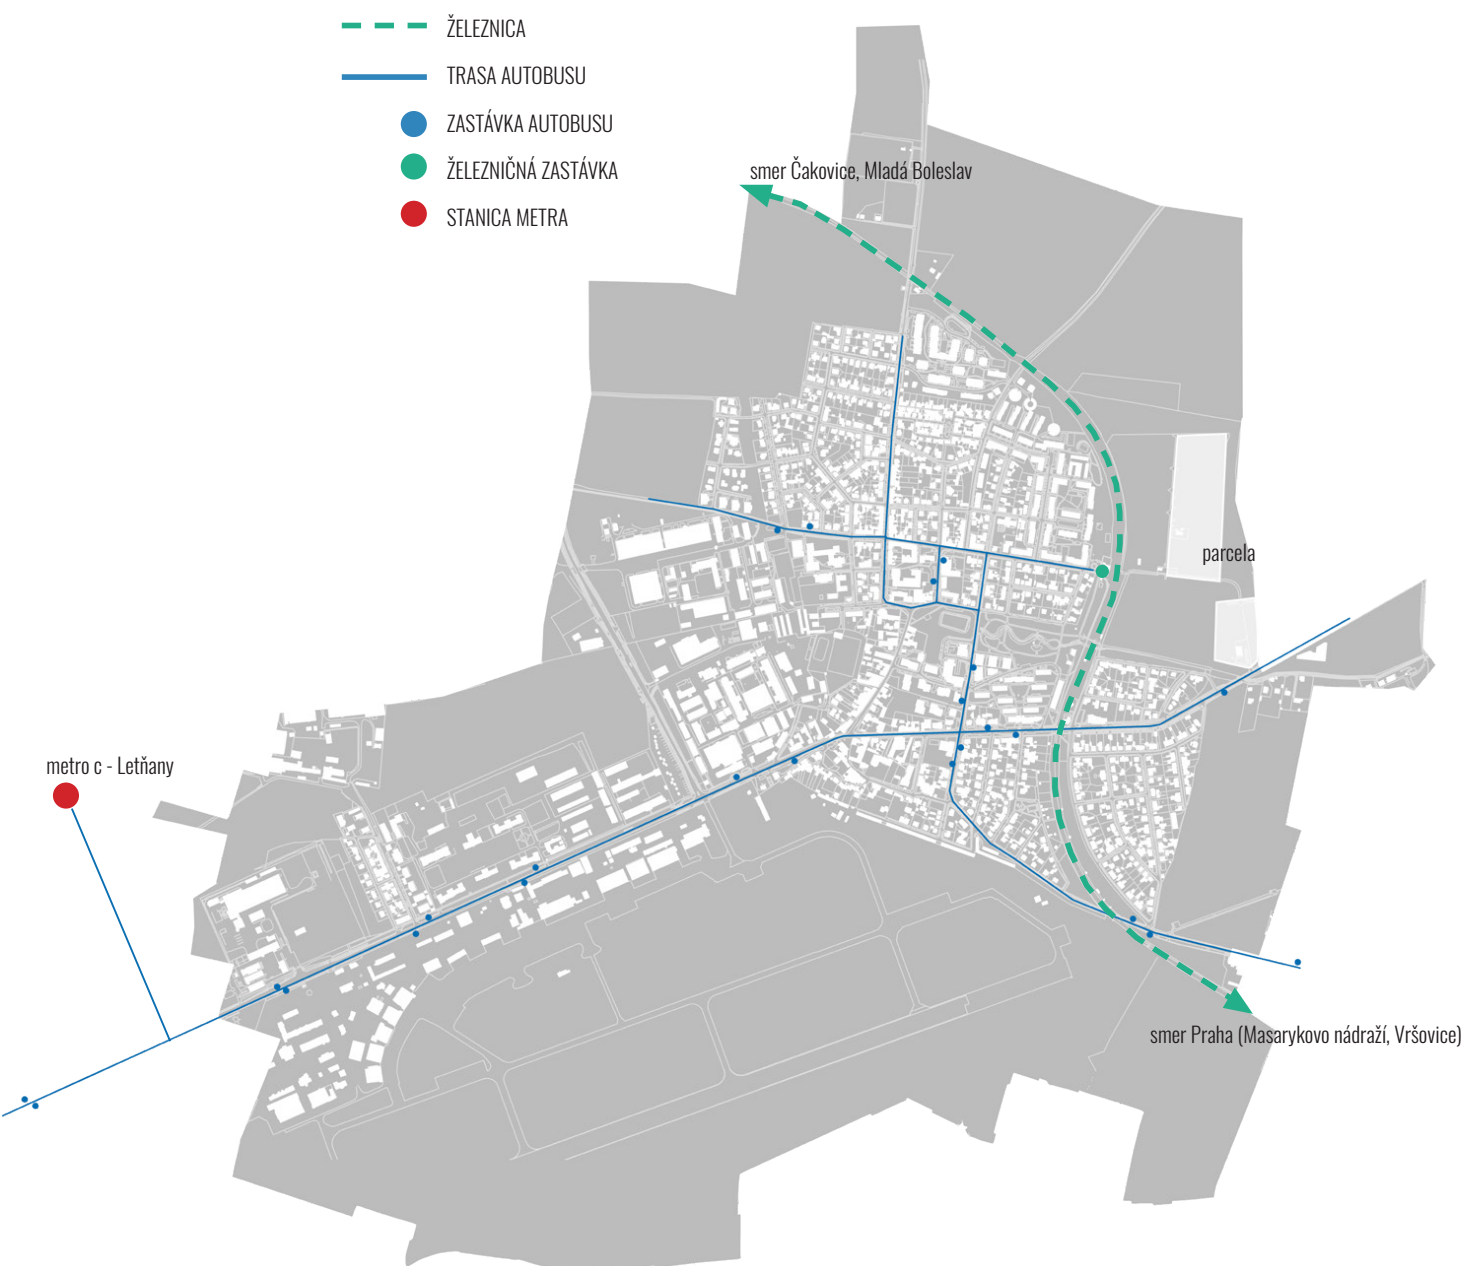 ŽELEZNICA
TRASA AUTOBUSU
ZASTÁVKA AUTOBUSU
ŽELEZNIČNÁ ZASTÁVKA
STANICA METRA
smer Čakovice, Mladá Boleslav
parcela
metro c - Letňany
smer Praha (Masarykovo nádraží, Vršovice)